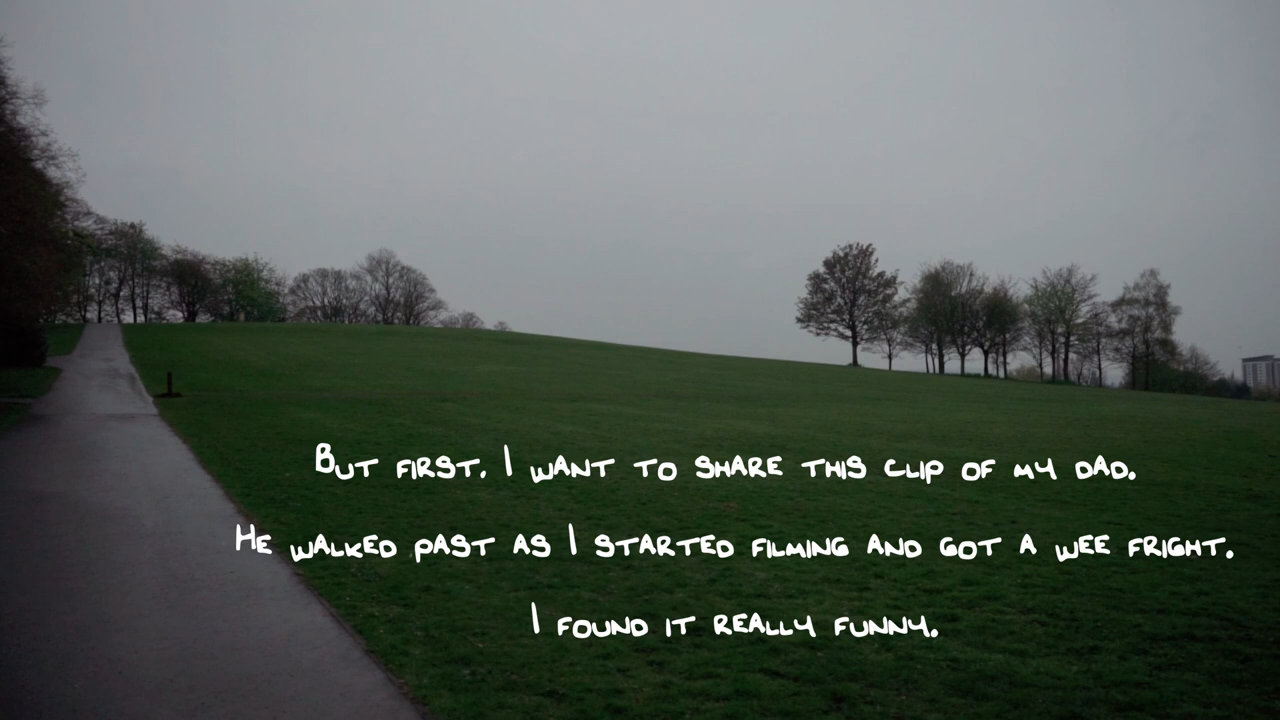 But first, I want to share this clip of my dad.
He walked past as I started filming and got a wee fright.
I found it really funny.